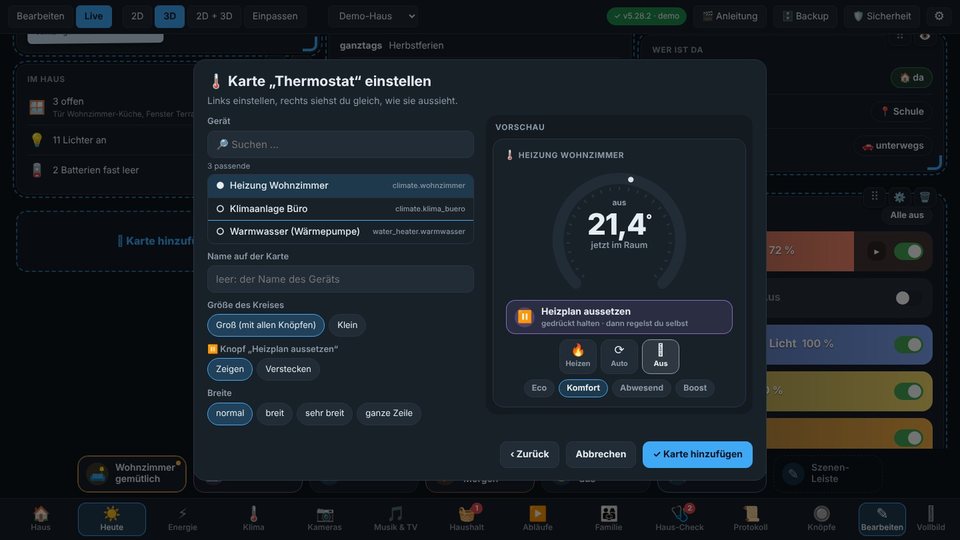 Bearbeiten Live 2D 3D 2D + 3D Einpassen Demo-Haus ✓ v5.28.2 · demo Anleitung Backup Sicherheit
ganztags Herbstferien
WER IST DA
IM HAUS
3 offen
Tür Wohnzimmer-Küche, Fenster Terra
11 Lichter an
2 Batterien fast leer
Karte hinzufü
da
Schule
unterwegs
Alle aus
72 %
Licht 100 %
Karte „Thermostat“ einstellen
Links einstellen, rechts siehst du gleich, wie sie aussieht.
Gerät
Suchen ...
3 passende
Heizung Wohnzimmer climate.wohnzimmer
Klimaanlage Büro climate.klima_buero
Warmwasser (Wärmepumpe) water_heater.warmwasser
Name auf der Karte
leer: der Name des Geräts
Größe des Kreises
Groß (mit allen Knöpfen) Klein
Knopf „Heizplan aussetzen“
Zeigen Verstecken
Breite
normal breit sehr breit ganze Zeile
VORSCHAU
HEIZUNG WOHNZIMMER
aus
21,4°
jetzt im Raum
Heizplan aussetzen
gedrückt halten · dann regelst du selbst
Heizen Auto Aus
Eco Komfort Abwesend Boost
‹ Zurück Abbrechen ✓ Karte hinzufügen
Wohnzimmer
gemütlich
Szenen-
Leiste
Haus Heute Energie Klima Kameras Musik & TV Haushalt 1 Abläufe Familie Haus-Check 2 Protokoll Knöpfe Bearbeiten Vollbild